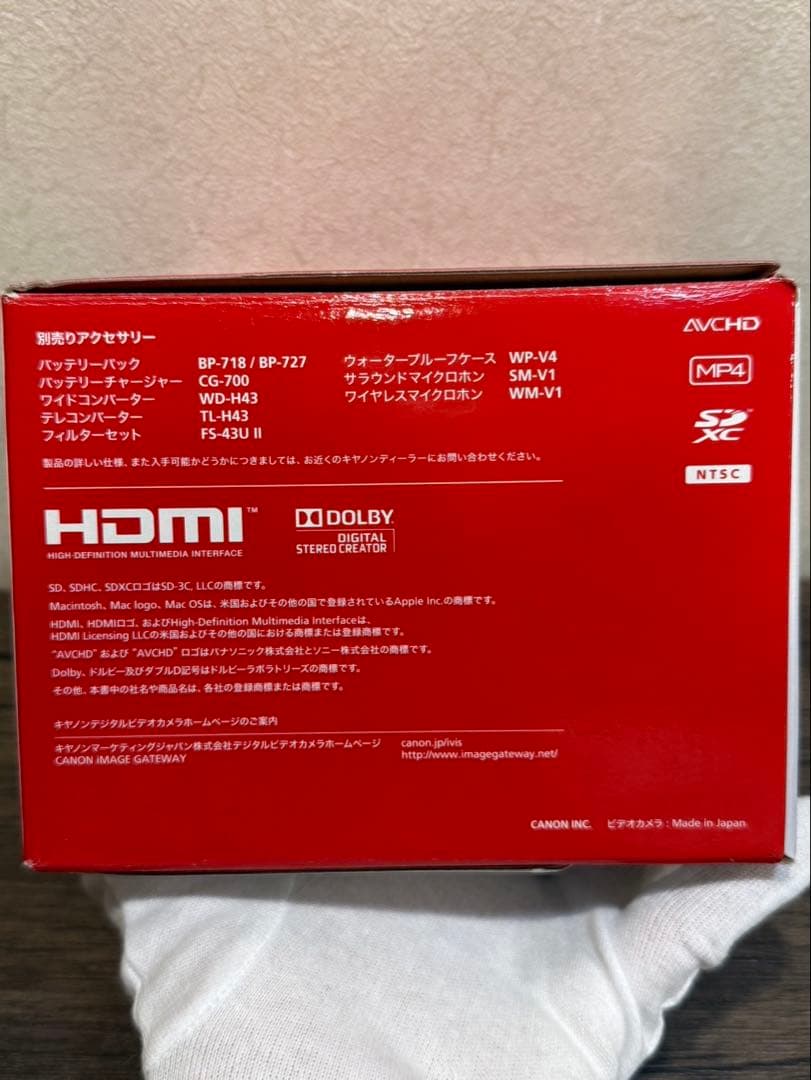 別売りアクセサリー
バッテリーパック BP-718 / BP-727
バッテリーチャージャー CG-700
ワイドコンバーター WD-H43
テレコンバーター TL-H43
フィルターセット FS-43U II
ウォータープルーフケース WP-V4
サラウンドマイクロホン SM-V1
ワイヤレスマイクロホン WM-V1
製品の詳しい仕様、また入手可能かどうかにつきましては、お近くのキヤノンディーラーにお問い合わせください。
AVCHD
MP4
SD
XC™
NTSC
HDMI™
HIGH-DEFINITION MULTIMEDIA INTERFACE
DOLBY
DIGITAL
STEREO CREATOR
SD、SDHC、SDXCロゴはSD-3C, LLCの商標です。
Macintosh、Mac logo、Mac OSは、米国およびその他の国で登録されているApple Inc.の商標です。
HDMI、HDMIロゴ、およびHigh-Definition Multimedia Interfaceは、
HDMI Licensing LLCの米国およびその他の国における商標または登録商標です。
"AVCHD" および "AVCHD" ロゴはパナソニック株式会社とソニー株式会社の商標です。
Dolby、ドルビー及びダブルD記号はドルビーラボラトリーズの商標です。
その他、本書中の社名や商品名は、各社の登録商標または商標です。
キヤノンデジタルビデオカメラホームページのご案内
キヤノンマーケティングジャパン株式会社デジタルビデオカメラホームページ canon.jp/ivis
CANON iMAGE GATEWAY http://www.imagegateway.net/
CANON INC. ビデオカメラ : Made in Japan